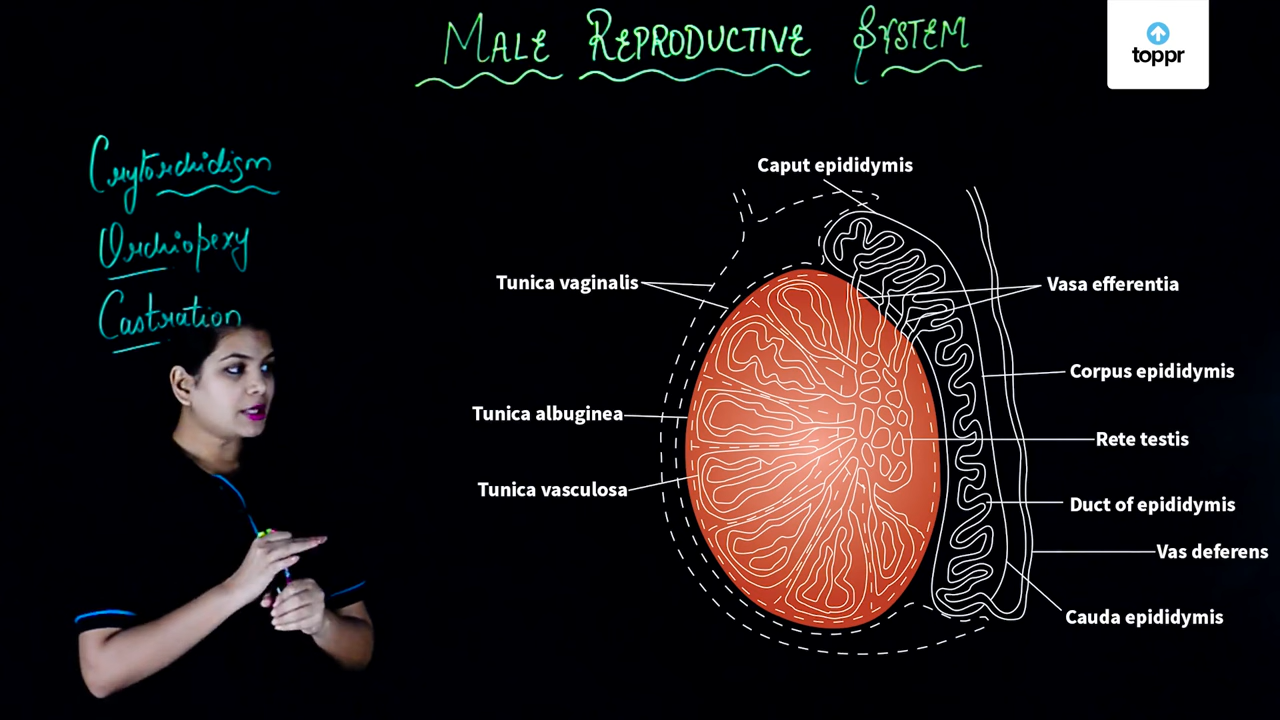 MALE REPRODUCTIVE SYSTEM
toppr
Crytorchidism
Orchiopexy
Castration
Caput epididymis
Tunica vaginalis
Vasa efferentia
Corpus epididymis
Tunica albuginea
Rete testis
Tunica vasculosa
Duct of epididymis
Vas deferens
Cauda epididymis